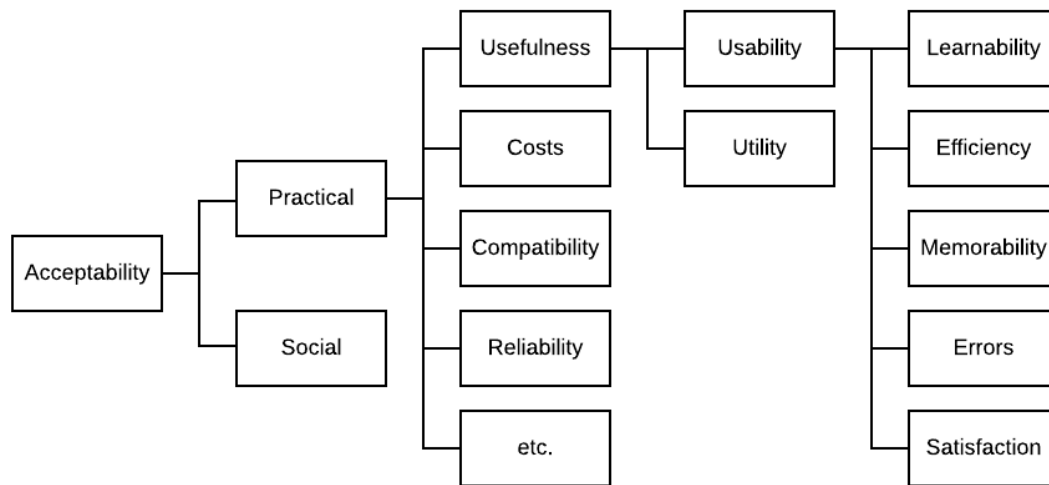 Acceptability
Practical
Social
Usefulness
Costs
Compatibility
Reliability
etc.
Usability
Utility
Learnability
Efficiency
Memorability
Errors
Satisfaction